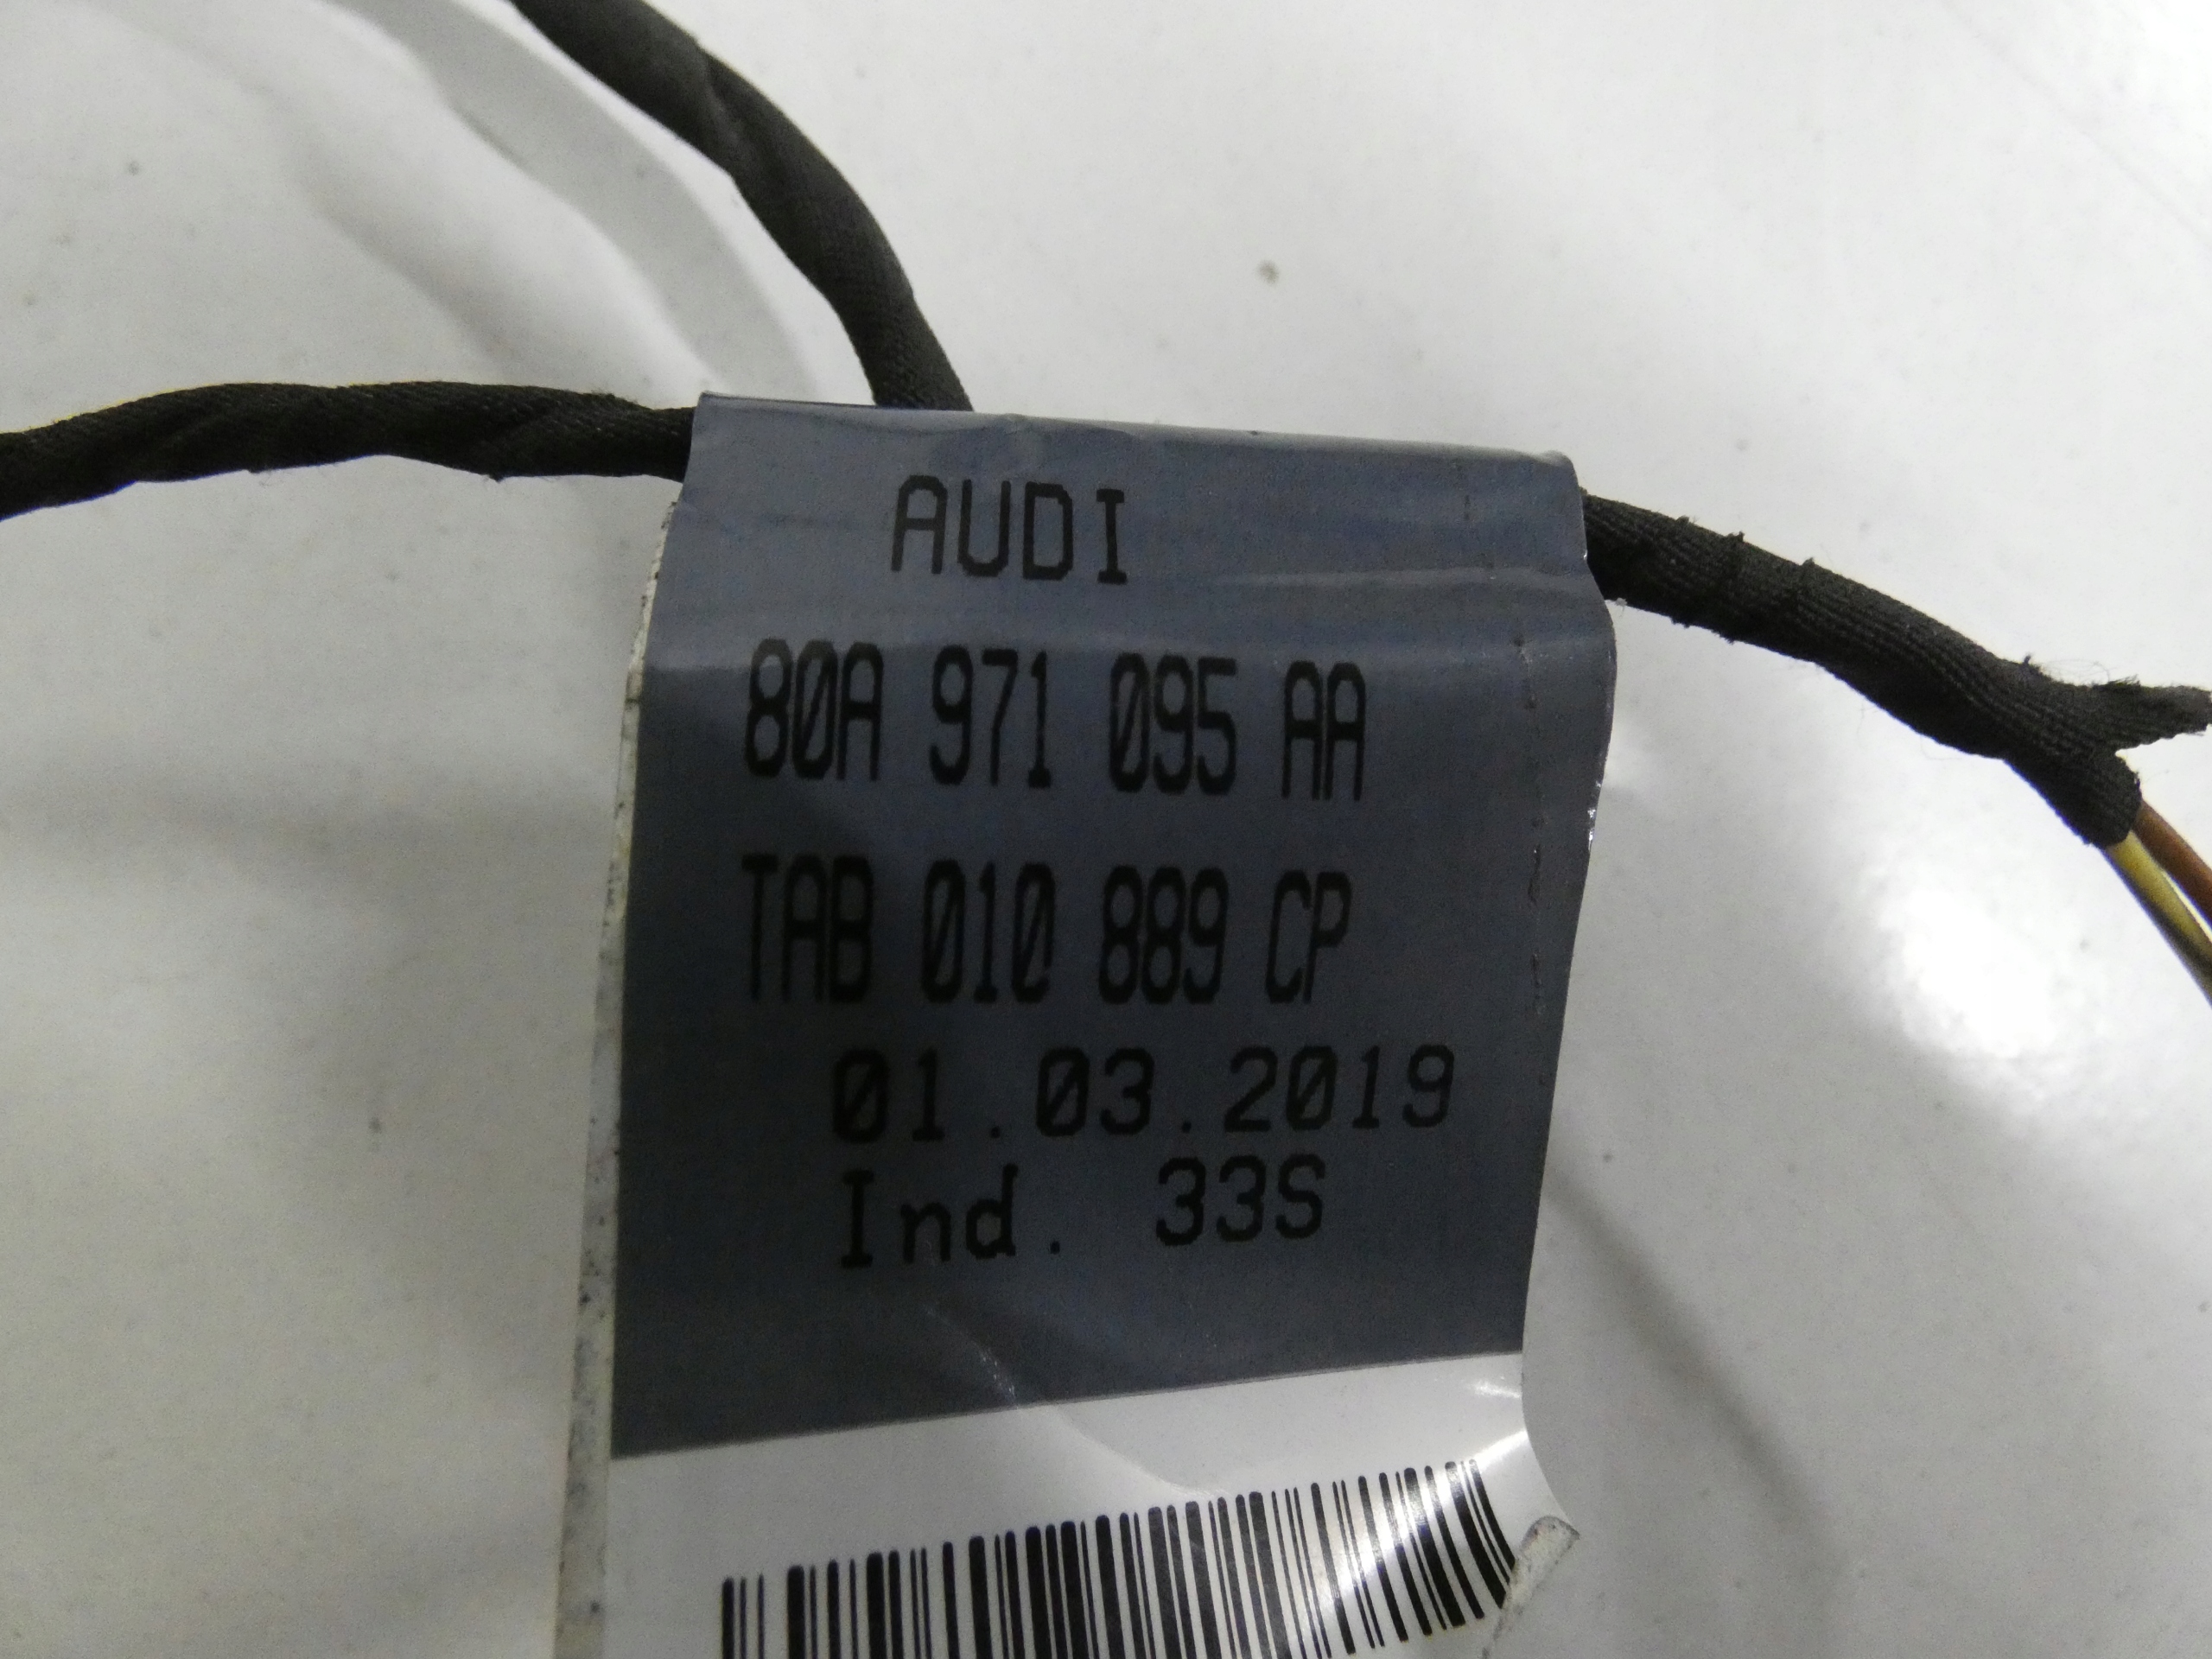 AUDI
80A 971 095 AA
TAB 010 889 CP
01.03.2019
Ind. 33S